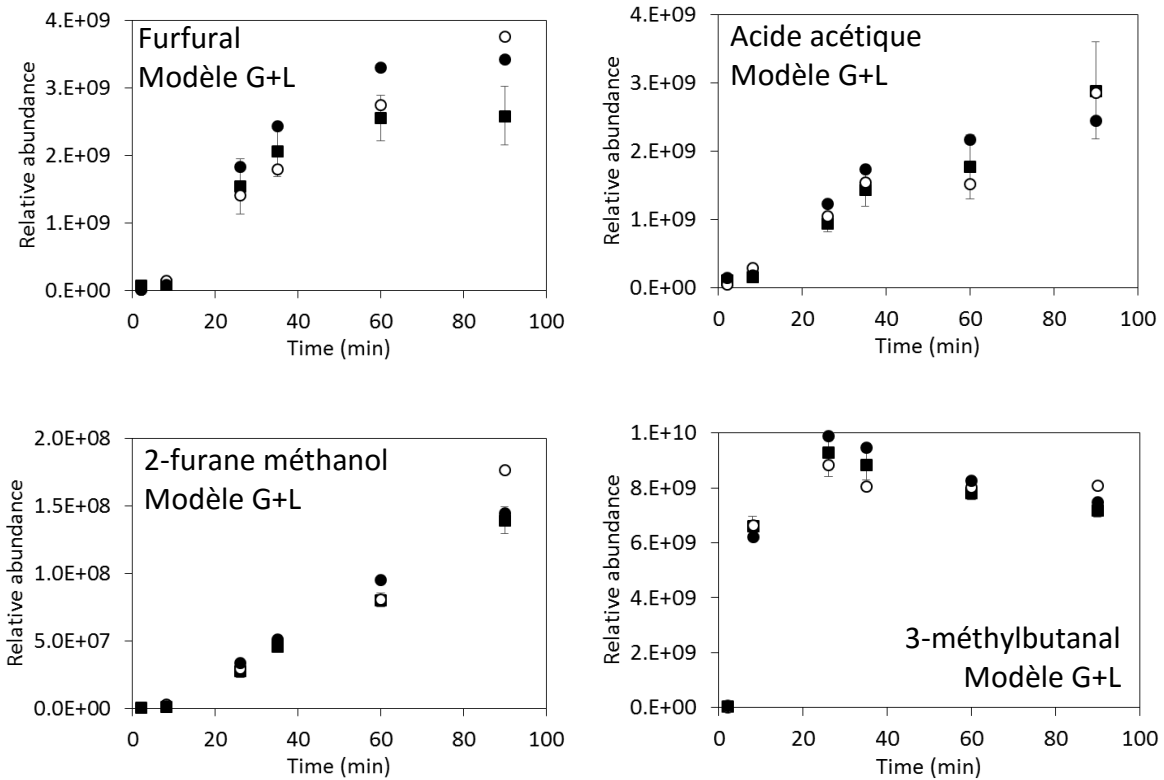 Furfural
Modèle G+L
Relative abundance
4.E+09
3.E+09
2.E+09
1.E+09
0.E+00
0 20 40 60 80 100
Time (min)
Acide acétique
Modèle G+L
Relative abundance
4.E+09
3.E+09
2.E+09
1.E+09
0.E+00
0 20 40 60 80 100
Time (min)
2-furane méthanol
Modèle G+L
Relative abundance
2.0E+08
1.5E+08
1.0E+08
5.0E+07
0.0E+00
0 20 40 60 80 100
Time (min)
3-méthylbutanal
Modèle G+L
Relative abundance
1.E+10
8.E+09
6.E+09
4.E+09
2.E+09
0.E+00
0 20 40 60 80 100
Time (min)